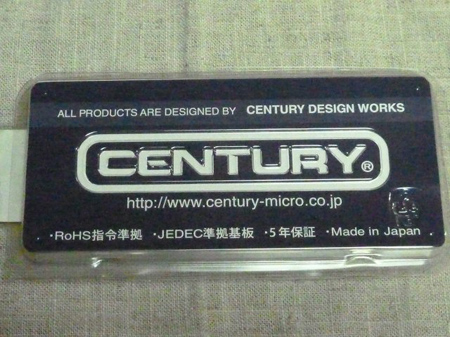 ALL PRODUCTS ARE DESIGNED BY CENTURY DESIGN WORKS
CENTURY®
http://www.century-micro.co.jp
・RoHS指令準拠 ・JEDEC準拠基板 ・5年保証 ・Made in Japan